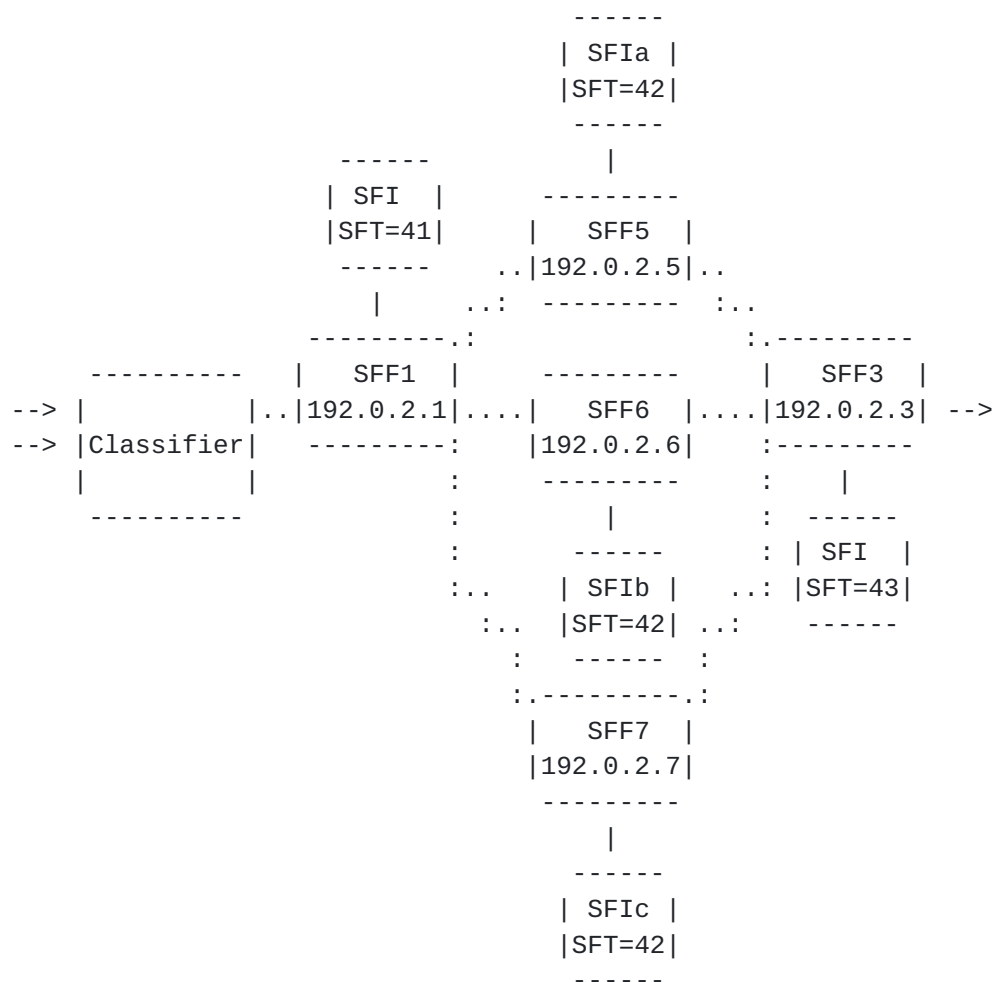 ------
                                   | SFIa |
                                   |SFT=42|
                                    ------
                     ------           |
                    | SFI  |      ---------
                    |SFT=41|     |   SFF5  |
                     ------    ..|192.0.2.5|..
                       |     ..:  ---------  :..
                   ---------.:                 :.---------
     ----------   |   SFF1  |     ---------     |   SFF3  |
--> |          |..|192.0.2.1|....|   SFF6  |....|192.0.2.3| -->
--> |Classifier|   ---------:    |192.0.2.6|    :---------
    |          |            :     ---------     :    |
     ----------             :         |         :  ------
                            :       ------      : | SFI  |
                            :..    | SFIb |   ..: |SFT=43|
                              :..  |SFT=42| ..:    ------
                                :   ------  :
                                :.---------.:
                                 |   SFF7  |
                                 |192.0.2.7|
                                  ---------
                                      |
                                    ------
                                   | SFIc |
                                   |SFT=42|
                                    ------